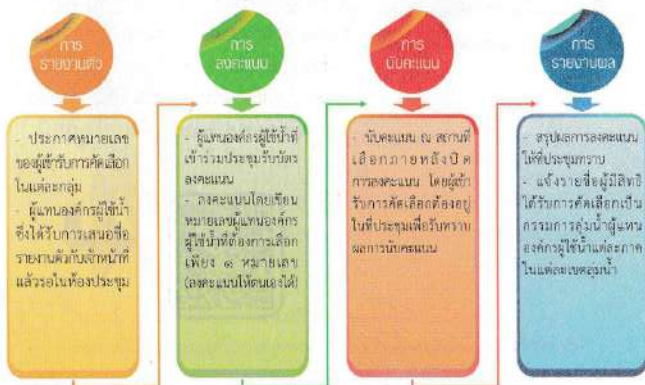 การ
รายงานตัว
- ประกาศหมายเลข
ของผู้เข้ารับการคัดเลือก
ในแต่ละกลุ่ม
- ผู้แทนองค์กรผู้ใช้น้ำ
ซึ่งได้รับการเสนอชื่อ
รายงานตัวกับเจ้าหน้าที่
แล้วรอในห้องประชุม
การ
ลงคะแนน
- ผู้แทนองค์กรผู้ใช้น้ำที่
เข้าร่วมประชุมรับบัตร
ลงคะแนน
- ลงคะแนนโดยเขียน
หมายเลขผู้แทนองค์กร
ผู้ใช้น้ำที่ต้องการเลือก
เพียง ๑ หมายเลข
(ลงคะแนนให้ตนเองได้)
การ
นับคะแนน
- นับคะแนน ณ สถานที่
เลือกภายหลังปิด
การลงคะแนน โดยผู้เข้า
รับการคัดเลือกต้องอยู่
ในที่ประชุมเพื่อรับทราบ
ผลการนับคะแนน
การ
รายงานผล
- สรุปผลการลงคะแนน
ให้ที่ประชุมทราบ
- แจ้งรายชื่อผู้มีสิทธิ
ได้รับการคัดเลือกเป็น
กรรมการลุ่มน้ำผู้แทน
องค์กรผู้ใช้น้ำแต่ละภาค
ในแต่ละเขตลุ่มน้ำ